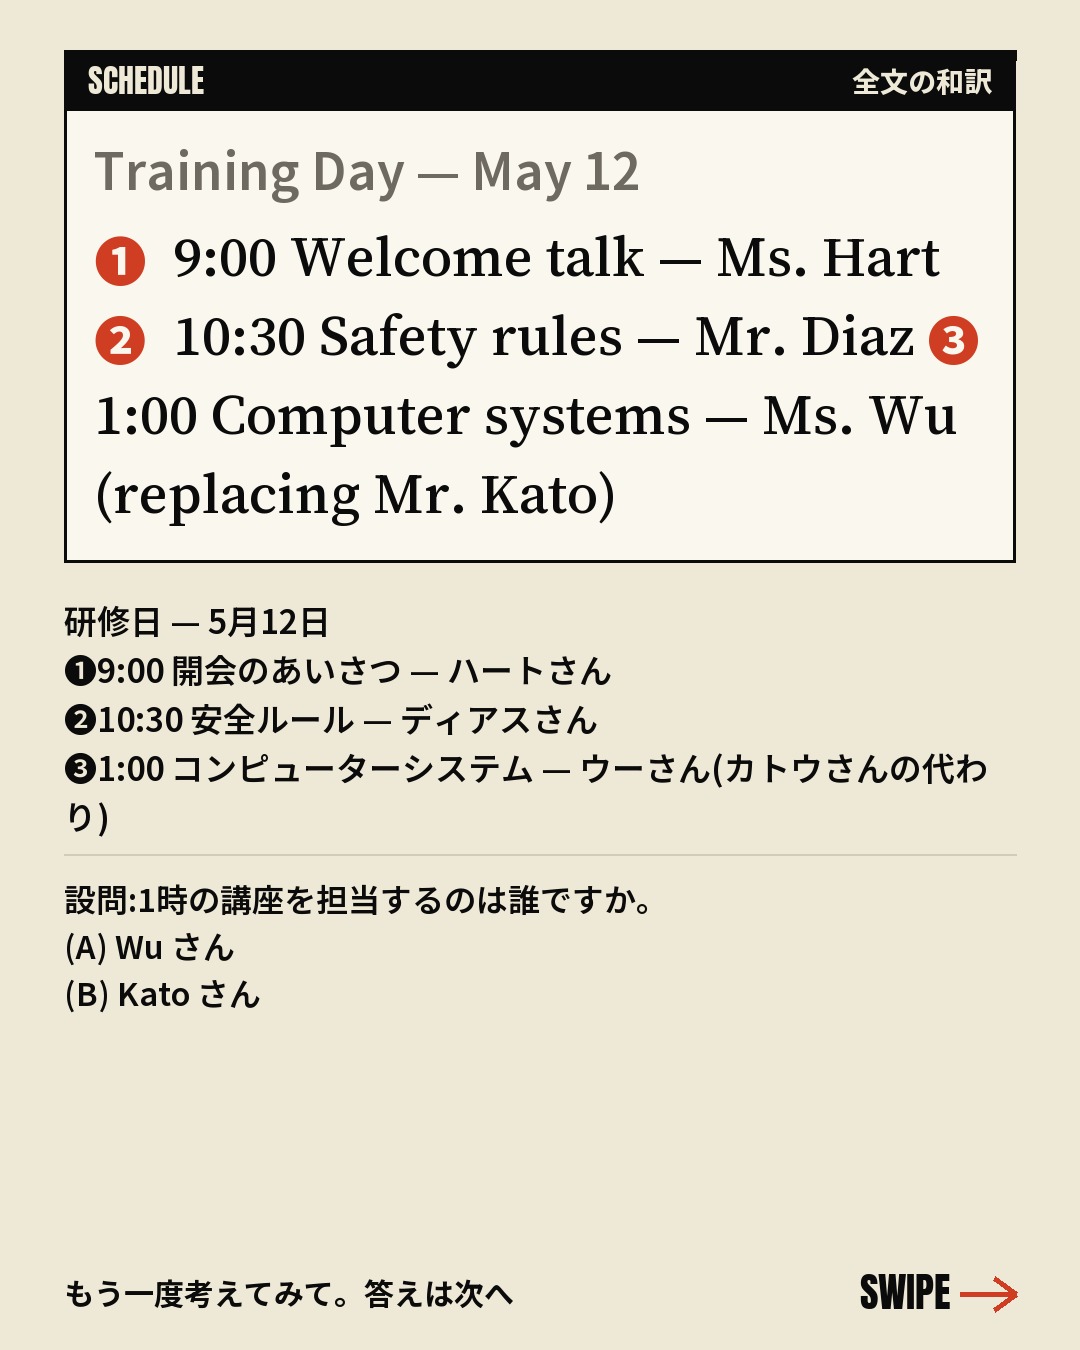 SCHEDULE
全文の和訳
Training Day — May 12
❶ 9:00 Welcome talk — Ms. Hart
❷ 10:30 Safety rules — Mr. Diaz ❸
1:00 Computer systems — Ms. Wu
(replacing Mr. Kato)
研修日 — 5月12日
❶9:00 開会のあいさつ — ハートさん
❷10:30 安全ルール — ディアスさん
❸1:00 コンピューターシステム — ウーさん(カトウさんの代わ
り)
設問:1時の講座を担当するのは誰ですか。
(A) Wu さん
(B) Kato さん
もう一度考えてみて。答えは次へ
SWIPE →